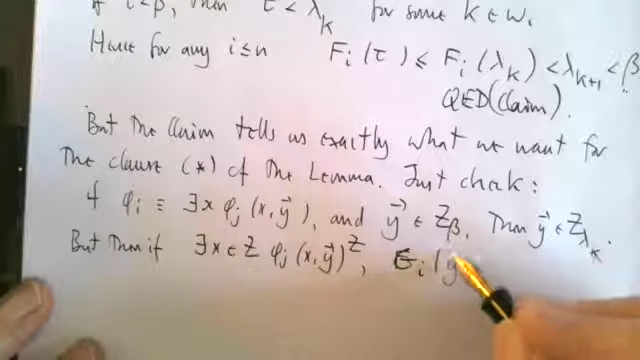 if τ < β, Then τ < λ_k for some k ∈ ω.
Hence for any i ≤ n F_i(τ) ≤ F_i(λ_k) < λ_{k+1} < β.
QED(Claim).
But The Claim tells us exactly what we want for
The clause (*) of The Lemma. Just check:
if φ_i ≡ ∃x φ_j(x, y⃗), and y⃗ ∈ Z_β. Then y⃗ ∈ Z_{λ_k}.
But Then if ∃x ∈ Z φ_j(x, y⃗)^Z, G_i(y